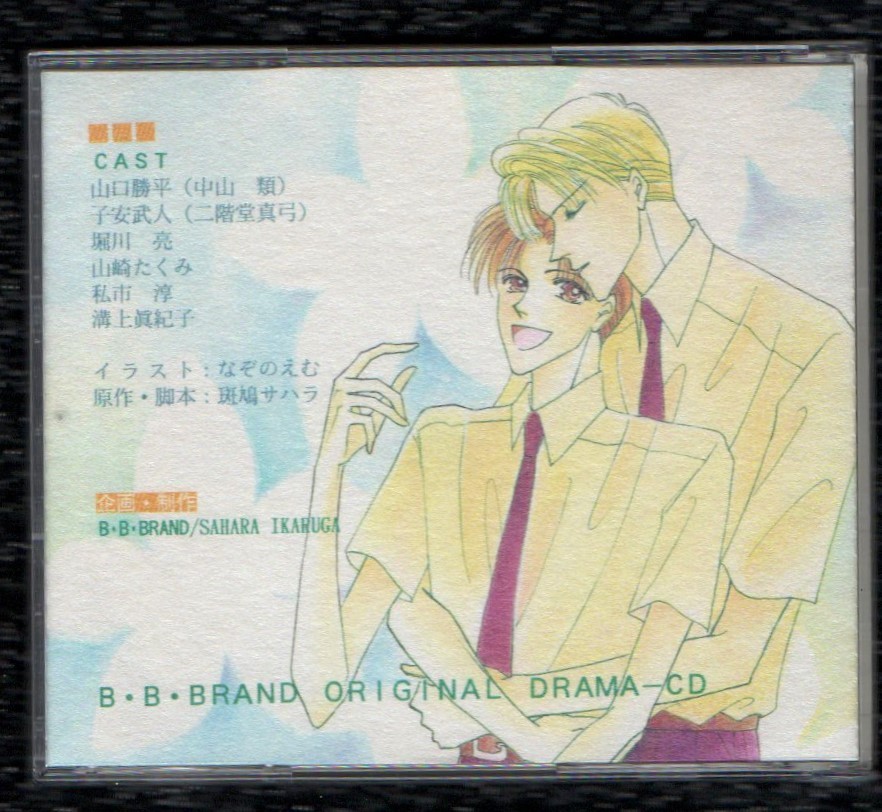 CAST
山口勝平（中山　類）
子安武人（二階堂真弓）
堀川　亮
山崎たくみ
私市　淳
溝上眞紀子
イラスト：なぞのえむ
原作・脚本：斑鳩サハラ
企画・制作
B・B・BRAND/SAHARA IKARUGA
B・B・BRAND ORIGINAL DRAMA−CD